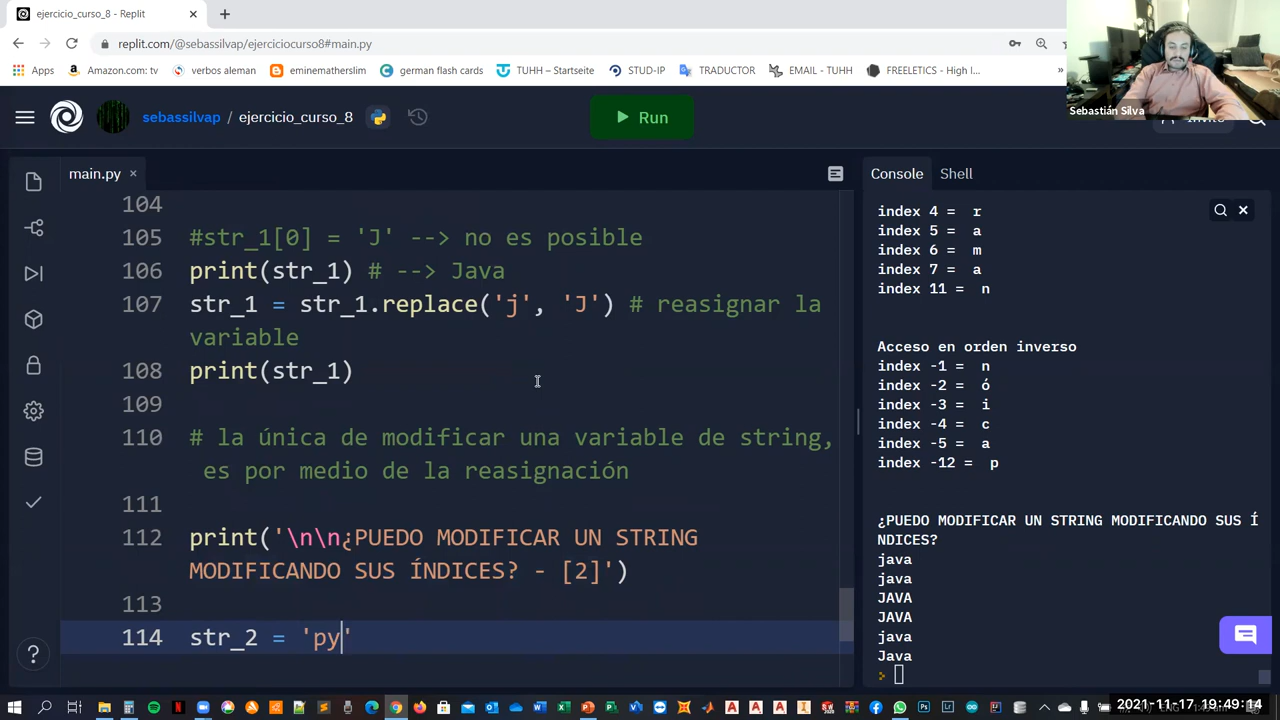 ejercicio_curso_8 - Replit
replit.com/@sebassilvap/ejerciciocurso8#main.py
Apps
Amazon.com: tv
verbos aleman
eminematherslim
german flash cards
TUHH – Startseite
STUD-IP
TRADUCTOR
EMAIL - TUHH
FREELETICS - High I...
»
Sebastián Silva
sebassilvap / ejercicio_curso_8
Run
main.py
Console
Shell
104
105 #str_1[0] = 'J' --> no es posible
106 print(str_1) # --> Java
107 str_1 = str_1.replace('j', 'J') # reasignar la
variable
108 print(str_1)
109
110 # la única de modificar una variable de string,
es por medio de la reasignación
111
112 print('\n\n¿PUEDO MODIFICAR UN STRING
MODIFICANDO SUS ÍNDICES? - [2]')
113
114 str_2 = 'py'
index 4 = r
index 5 = a
index 6 = m
index 7 = a
index 11 = n
Acceso en orden inverso
index -1 = n
index -2 = ó
index -3 = i
index -4 = c
index -5 = a
index -12 = p
¿PUEDO MODIFICAR UN STRING MODIFICANDO SUS Í
NDICES?
java
java
JAVA
JAVA
java
Java
2021-11-17 19:49:14